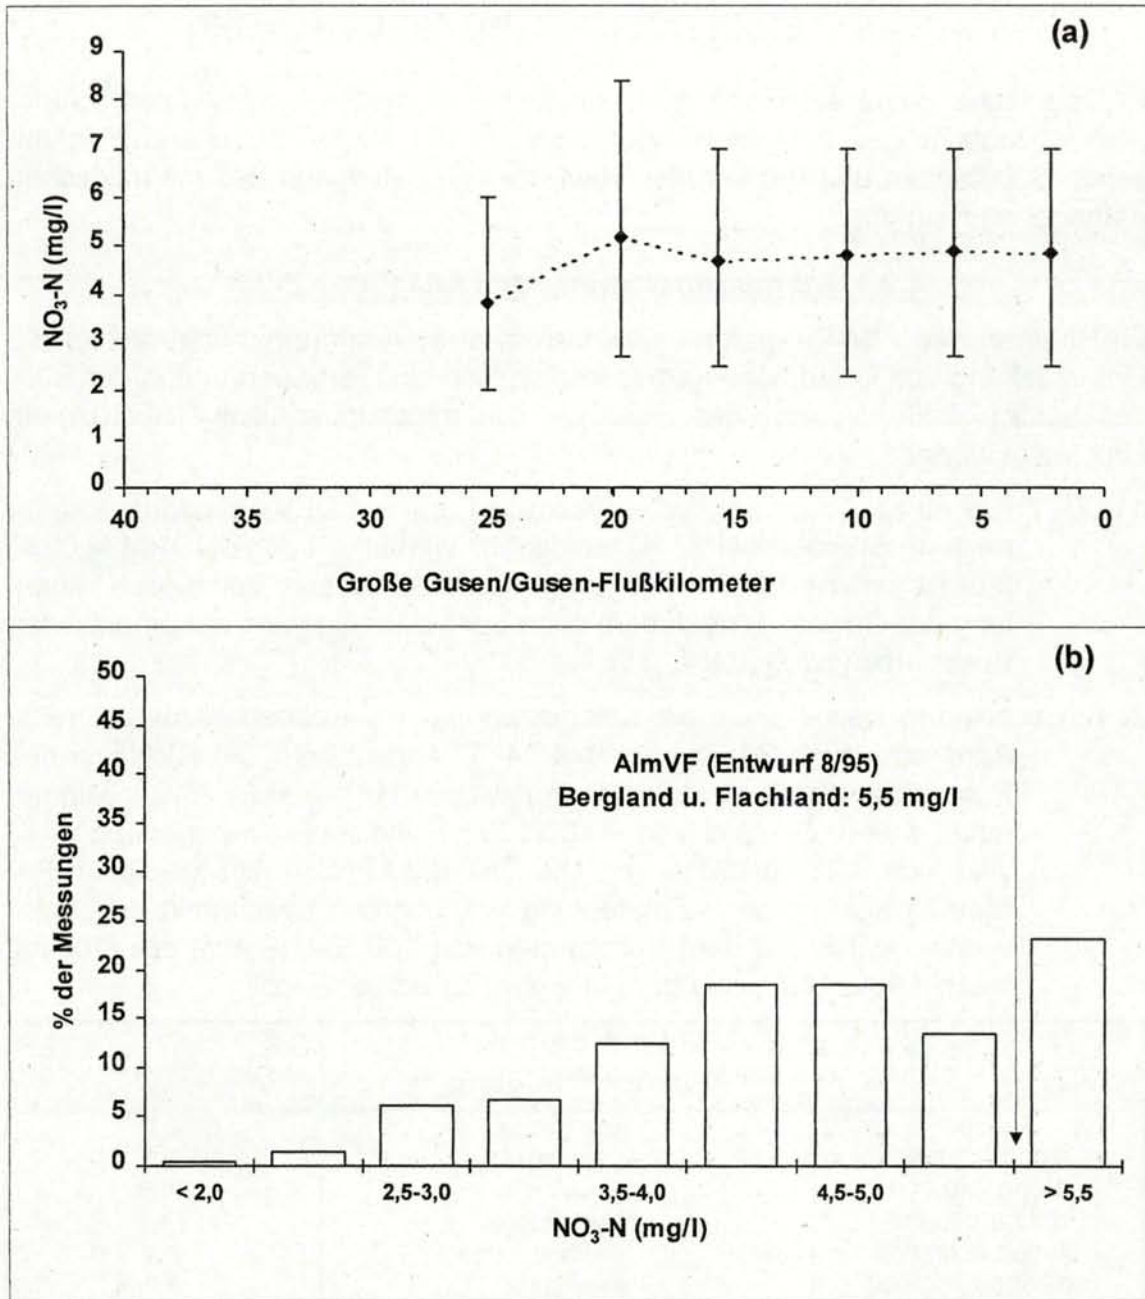 (a)
NO₃-N (mg/l)
9
8
7
6
5
4
3
2
1
0
40 35 30 25 20 15 10 5 0
Große Gusen/Gusen-Flußkilometer
(b)
% der Messungen
50
45
40
35
30
25
20
15
10
5
0
AImVF (Entwurf 8/95)
Bergland u. Flachland: 5,5 mg/l
< 2,0 2,5-3,0 3,5-4,0 4,5-5,0 > 5,5
NO₃-N (mg/l)